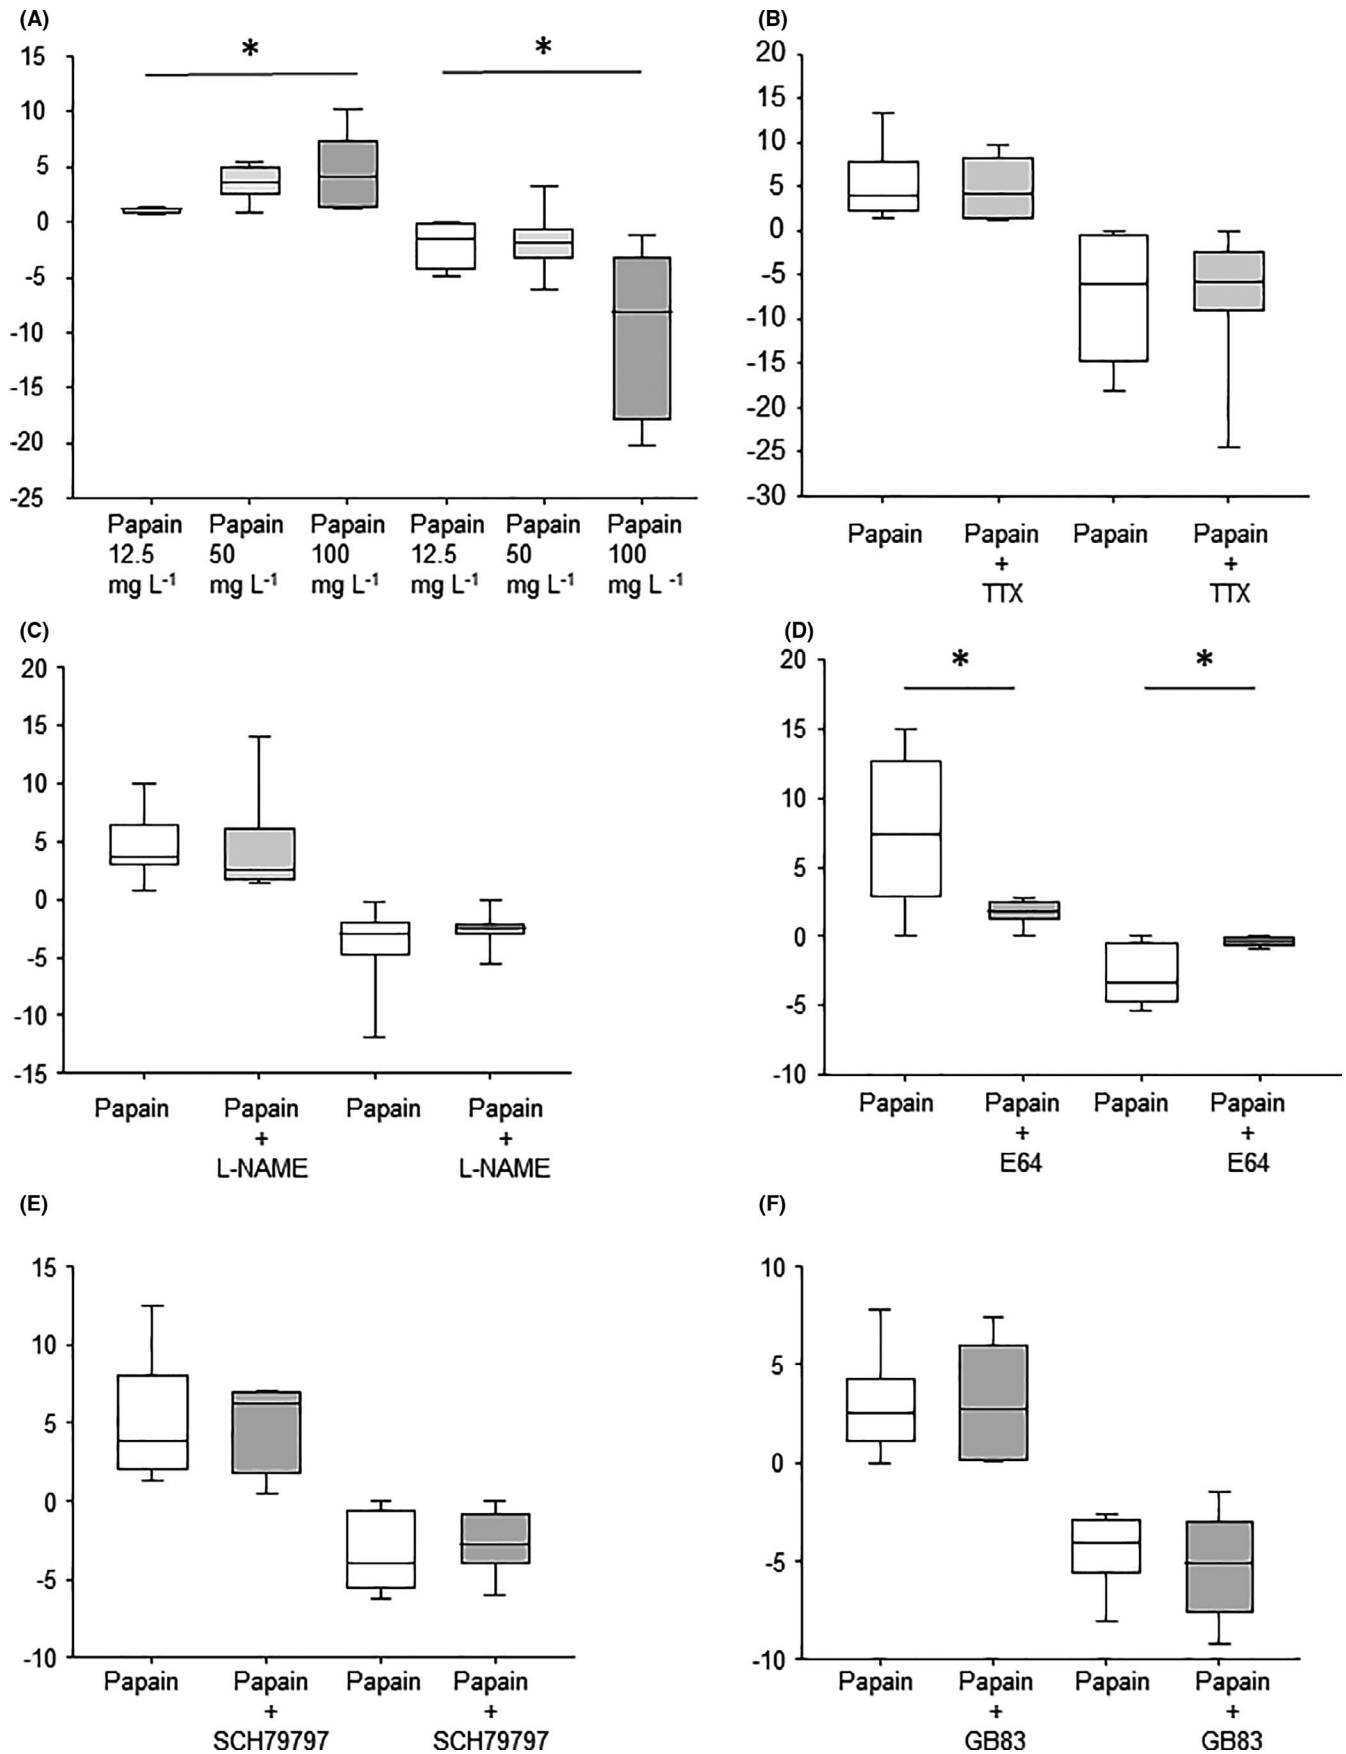 (A)
*
*
15
10
5
0
-5
-10
-15
-20
-25
Papain Papain Papain Papain Papain Papain
12.5 50 100 12.5 50 100
mg L-1 mg L-1 mg L-1 mg L-1 mg L-1 mg L-1
(B)
20
15
10
5
0
-5
-10
-15
-20
-25
-30
Papain Papain Papain Papain
+ +
TTX TTX
(C)
20
15
10
5
0
-5
-10
-15
Papain Papain Papain Papain
+ +
L-NAME L-NAME
(D)
*
*
20
15
10
5
0
-5
-10
Papain Papain Papain Papain
+ +
E64 E64
(E)
15
10
5
0
-5
-10
Papain Papain Papain Papain
+ +
SCH79797 SCH79797
(F)
10
5
0
-5
-10
Papain Papain Papain Papain
+ +
GB83 GB83